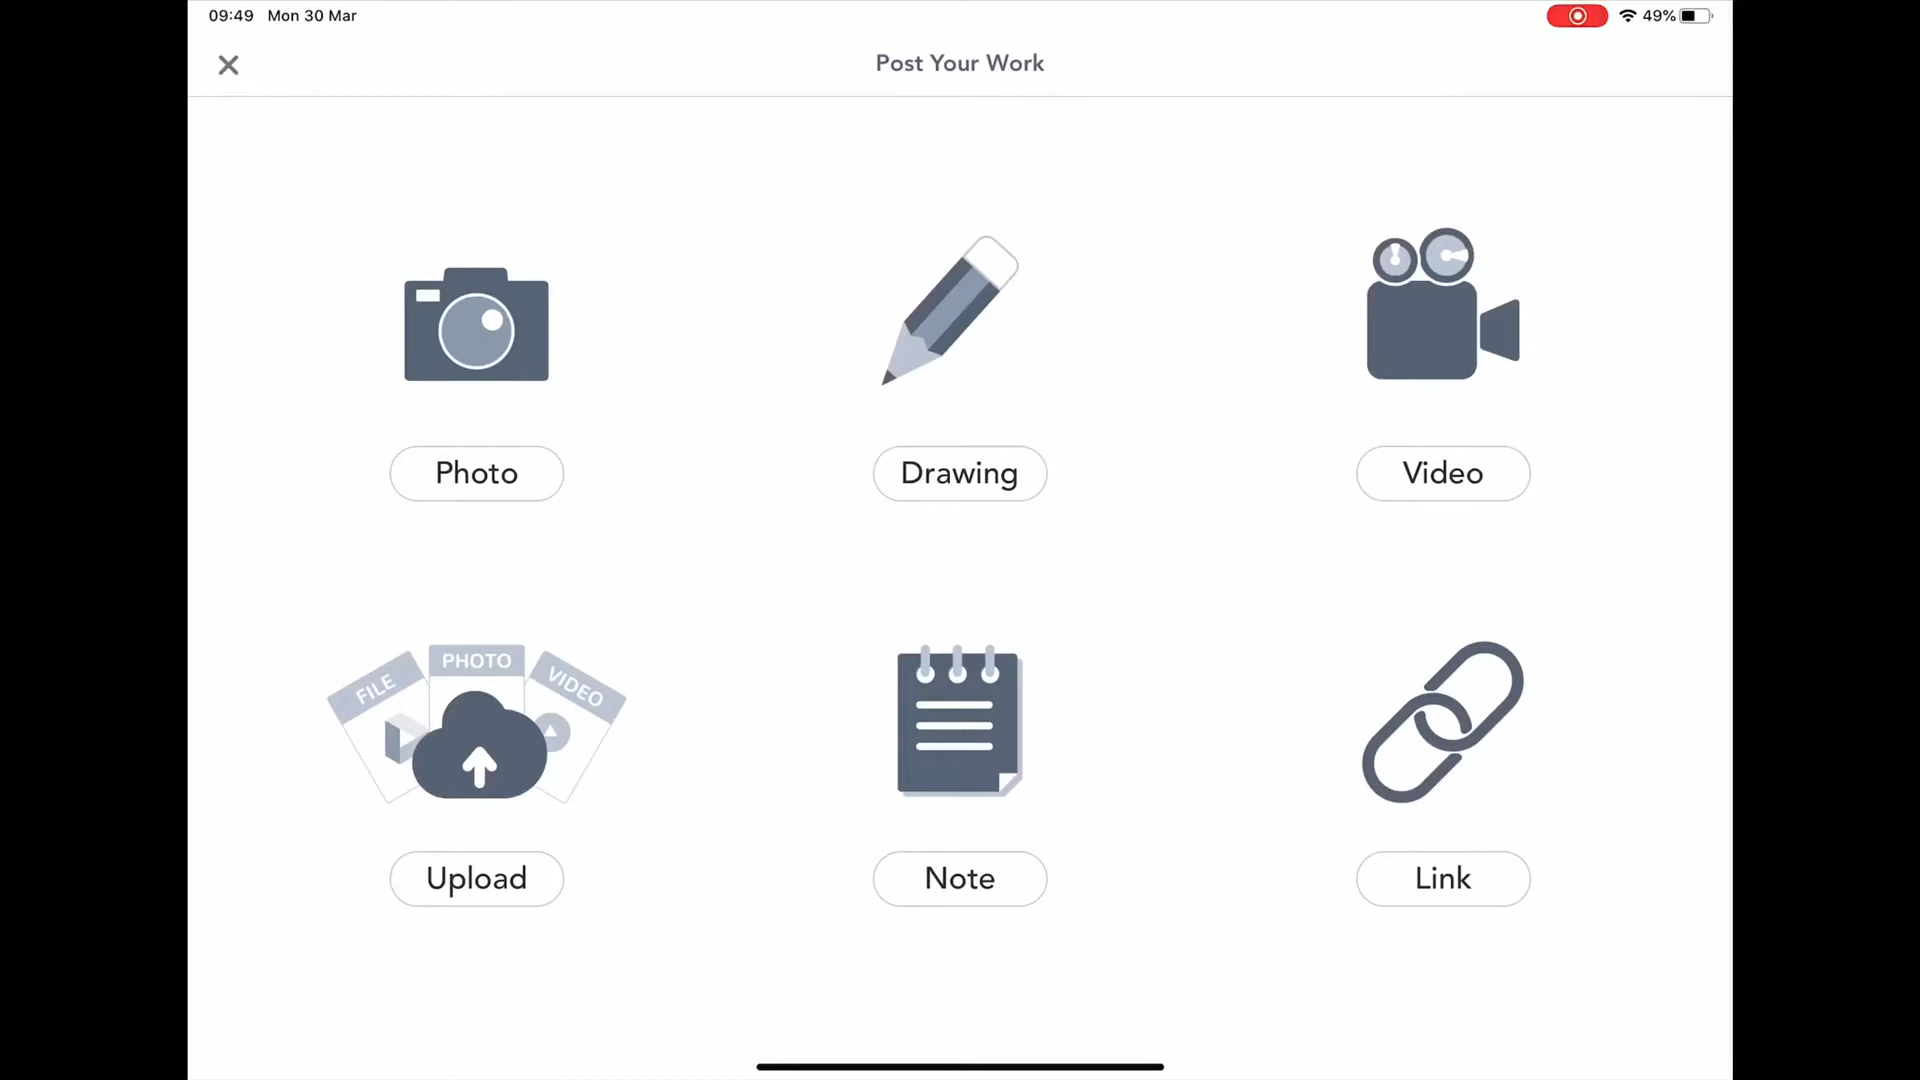 09:49 Mon 30 Mar
49%
Post Your Work
Photo
Drawing
Video
FILE
PHOTO
VIDEO
Upload
Note
Link